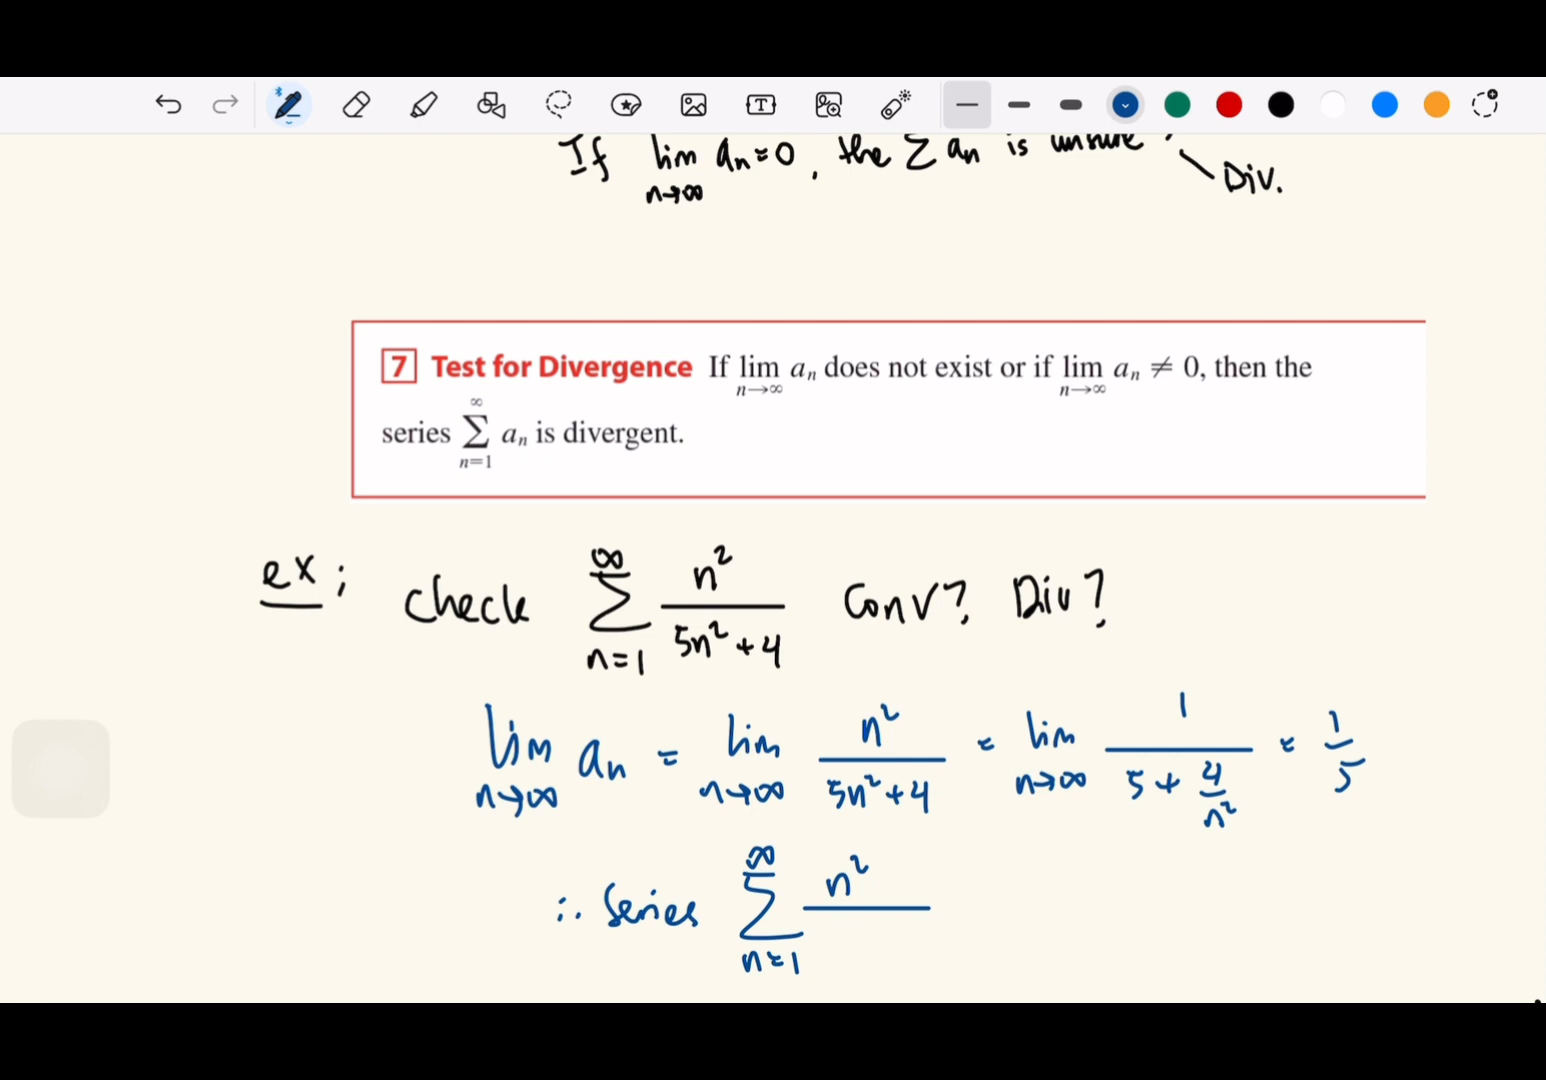 If lim n→∞ an = 0, the Σ an is unsure
Div.
7 Test for Divergence If lim n→∞ an does not exist or if lim n→∞ an ≠ 0, then the
series ∞ Σ n=1 an is divergent.
ex: Check ∞ Σ n=1 n²/(5n²+4) Conv? Div?
lim n→∞ an = lim n→∞ n²/(5n²+4) = lim n→∞ 1/(5+4/n²) = 1/5
∴ Series ∞ Σ n=1 n²